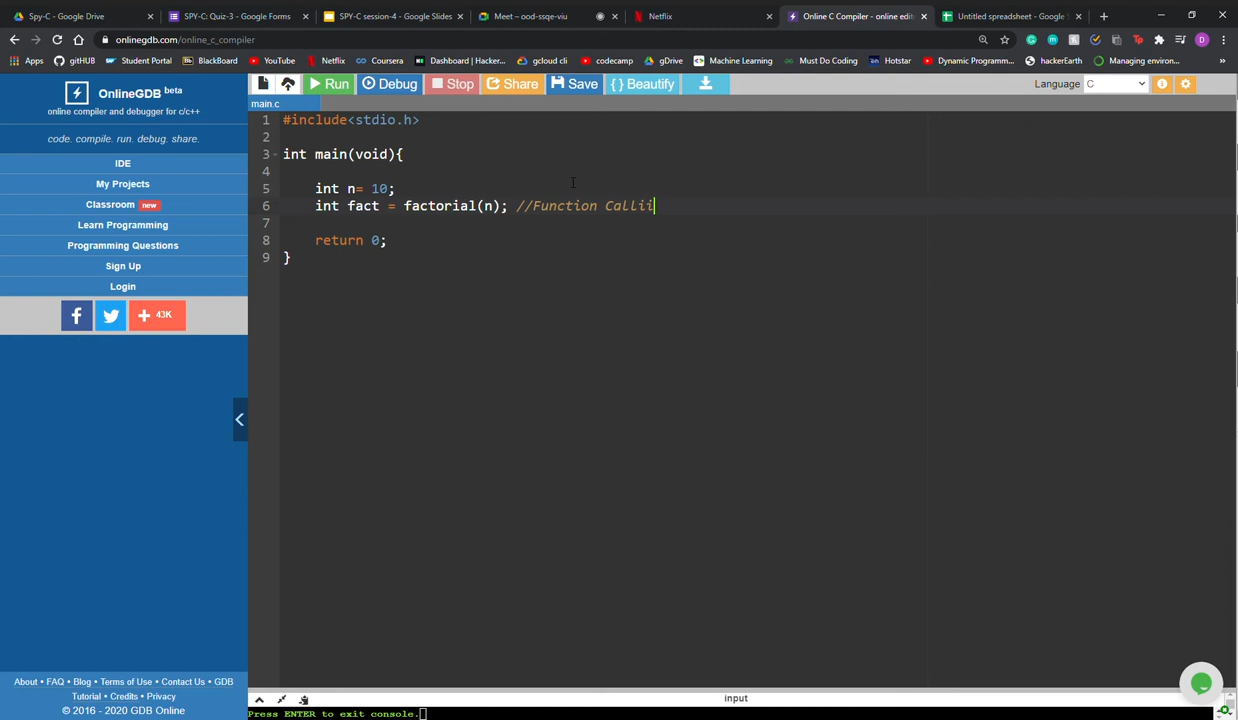 Spy-C - Google Drive
SPY-C: Quiz-3 - Google Forms
SPY-C session-4 - Google Slides
Meet – ood-ssqe-viu
Netflix
Online C Compiler - online edit
Untitled spreadsheet - Google S
onlinegdb.com/online_c_compiler
Apps
gitHUB
Student Portal
BlackBoard
YouTube
Netflix
Coursera
Dashboard | Hacker...
gcloud cli
codecamp
gDrive
Machine Learning
Must Do Coding
Hotstar
Dynamic Programm...
hackerEarth
Managing environ...
»
OnlineGDB beta
online compiler and debugger for c/c++
code. compile. run. debug. share.
IDE
My Projects
Classroom new
Learn Programming
Programming Questions
Sign Up
Login
f + 43K
About • FAQ • Blog • Terms of Use • Contact Us • GDB
Tutorial • Credits • Privacy
© 2016 - 2020 GDB Online
Run Debug Stop Share Save { } Beautify
Language C
main.c
1 #include<stdio.h>
2
3 int main(void){
4
5 int n= 10;
6 int fact = factorial(n); //Function Callii
7
8 return 0;
9 }
input
Press ENTER to exit console.